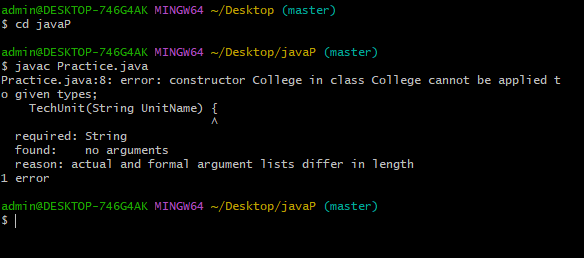 admin@DESKTOP-746G4AK MINGW64 ~/Desktop (master)
$ cd javaP
admin@DESKTOP-746G4AK MINGW64 ~/Desktop/javaP (master)
$ javac Practice.java
Practice.java:8: error: constructor College in class College cannot be applied t
o given types;
    TechUnit(String UnitName) {
                              ^
  required: String
  found:    no arguments
  reason: actual and formal argument lists differ in length
1 error
admin@DESKTOP-746G4AK MINGW64 ~/Desktop/javaP (master)
$